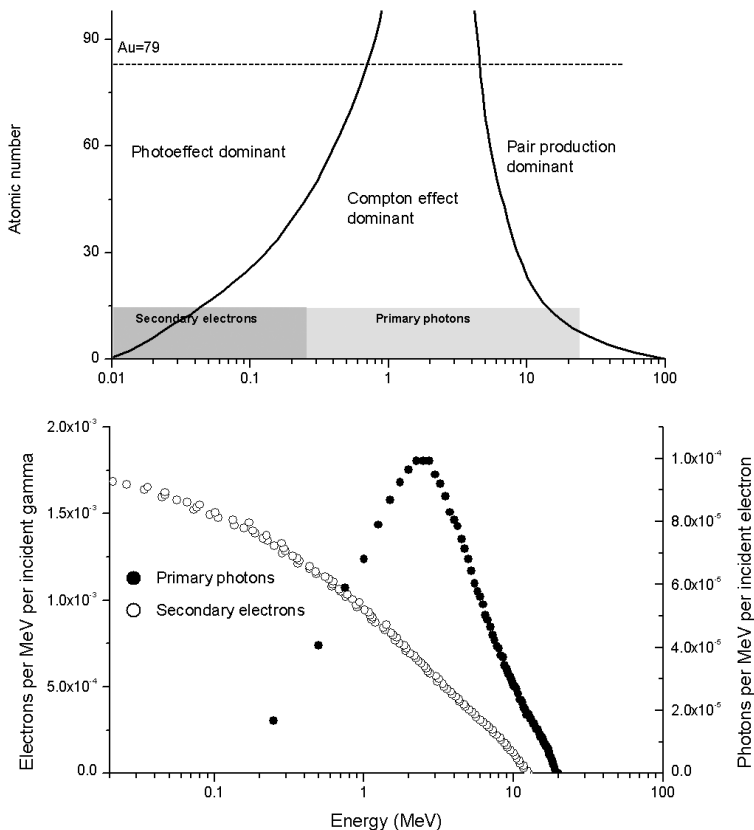 90
60
30
0
Atomic number
Au=79
Photoeffect dominant
Compton effect
dominant
Pair production
dominant
Secondary electrons
Primary photons
0.01
0.1
1
10
100
2.0x10⁻³
1.5x10⁻³
1.0x10⁻³
5.0x10⁻⁴
0.0
Electrons per MeV per incident gamma
Primary photons
Secondary electrons
1.0x10⁻⁴
8.0x10⁻⁵
6.0x10⁻⁵
4.0x10⁻⁵
2.0x10⁻⁵
0.0
Photons per MeV per incident electron
0.1
1
10
100
Energy (MeV)